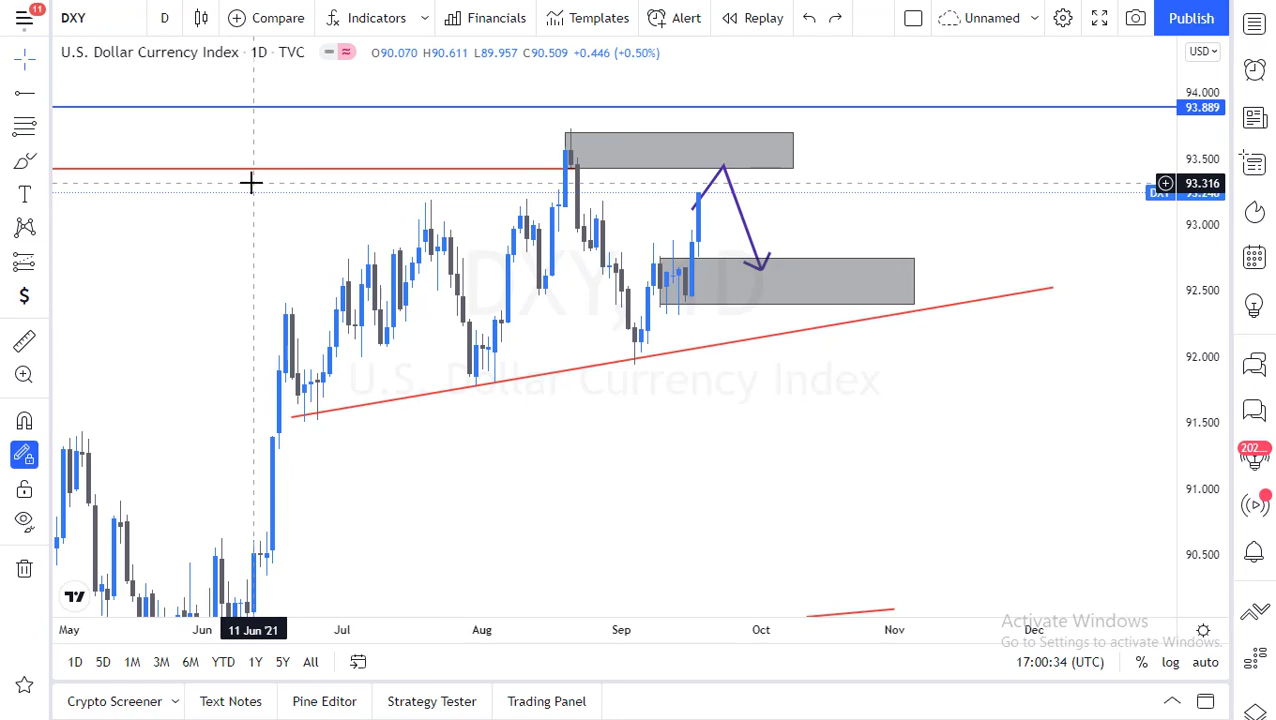 11
DXY
D
Compare
Indicators
Financials
Templates
Alert
Replay
Unnamed
Publish
U.S. Dollar Currency Index · 1D · TVC
O90.070 H90.611 L89.957 C90.509 +0.446 (+0.50%)
USD
94.000
93.889
93.500
93.316
DXY
93.248
93.000
92.500
92.000
91.500
91.000
90.500
DXY, 1D
U.S. Dollar Currency Index
202...
May
Jun
11 Jun '21
Jul
Aug
Sep
Oct
Nov
Dec
Activate Windows
Go to Settings to activate Windows.
1D
5D
1M
3M
6M
YTD
1Y
5Y
All
17:00:34 (UTC)
%
log
auto
Crypto Screener
Text Notes
Pine Editor
Strategy Tester
Trading Panel